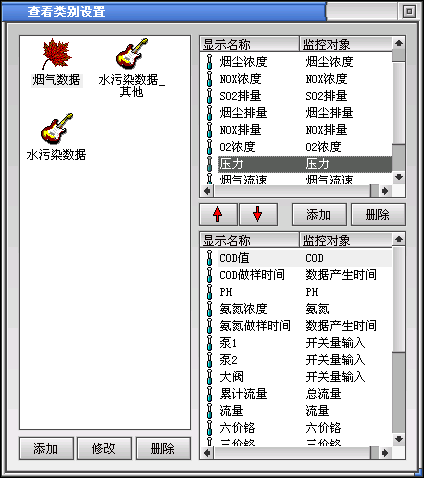 查看类别设置
烟气数据
水污染数据_
其他
水污染数据
添加 修改 删除
显示名称 监控对象
烟尘浓度 烟尘浓度
NOX浓度 NOX浓度
SO2排量 SO2排量
烟尘排量 烟尘排量
NOX排量 NOX排量
O2浓度 O2浓度
压力 压力
烟气流速 烟气流速
添加 删除
显示名称 监控对象
COD值 COD
COD做样时间 数据产生时间
PH PH
氨氮浓度 氨氮
氨氮做样时间 数据产生时间
泵1 开关量输入
泵2 开关量输入
大阀 开关量输入
累计流量 总流量
流量 流量
六价铬 六价铬
三价铬 三价铬